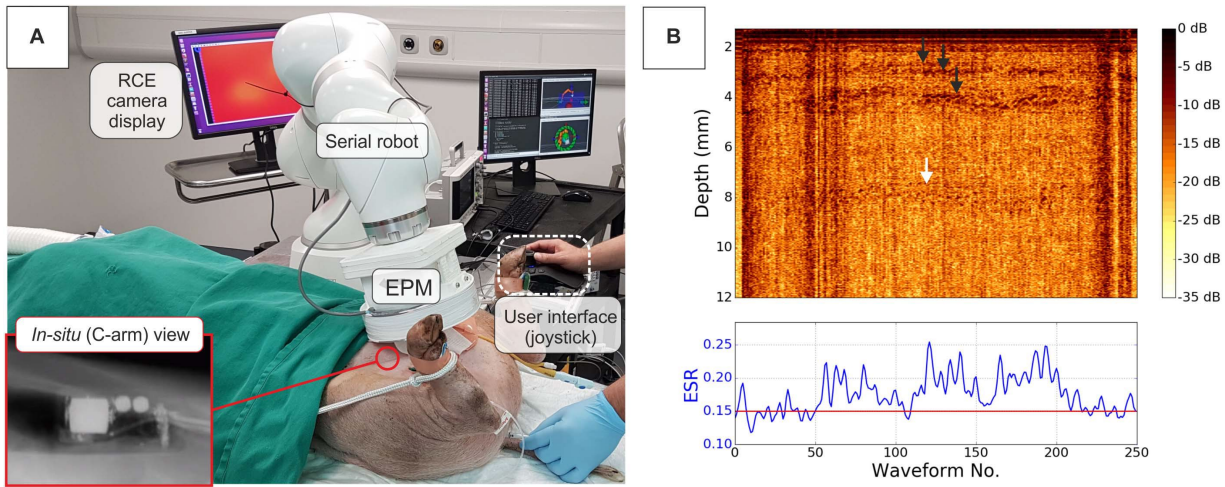 A
RCE
camera
display
Serial robot
EPM
User interface
(joystick)
In-situ (C-arm) view
B
Depth (mm)
2
4
6
8
10
12
0 dB
-5 dB
-10 dB
-15 dB
-20 dB
-25 dB
-30 dB
-35 dB
ESR
0.25
0.20
0.15
0.10
0 50 100 150 200 250
Waveform No.